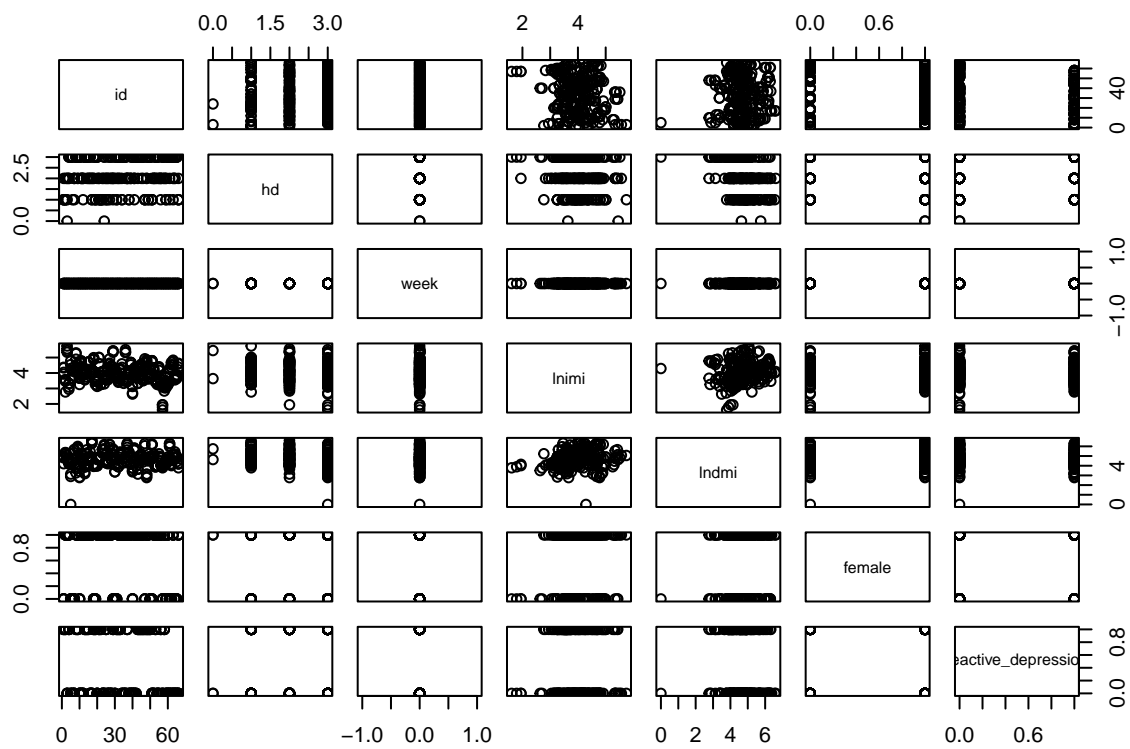 0.0 1.5 3.0
2 4
0.0 0.6
id
0 40
0.0 2.5
hd
week
−1.0 1.0
2 4
lnimi
lndmi
0 4
0.0 0.8
female
eactive_depressio
0.0 0.8
0 30 60
−1.0 0.0 1.0
0 2 4 6
0.0 0.6